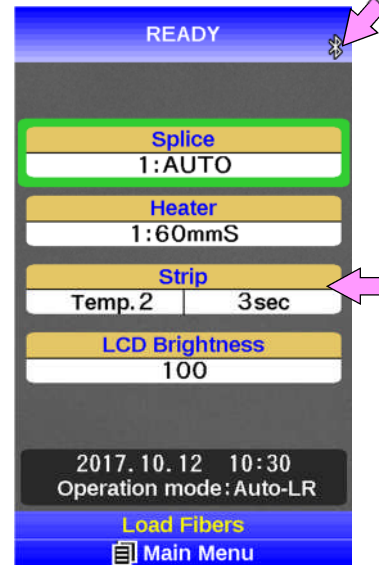 READY
Splice
1:AUTO
Heater
1:60mmS
Strip
Temp.2 3sec
LCD Brightness
100
2017.10.12 10:30
Operation mode:Auto-LR
Load Fibers
Main Menu